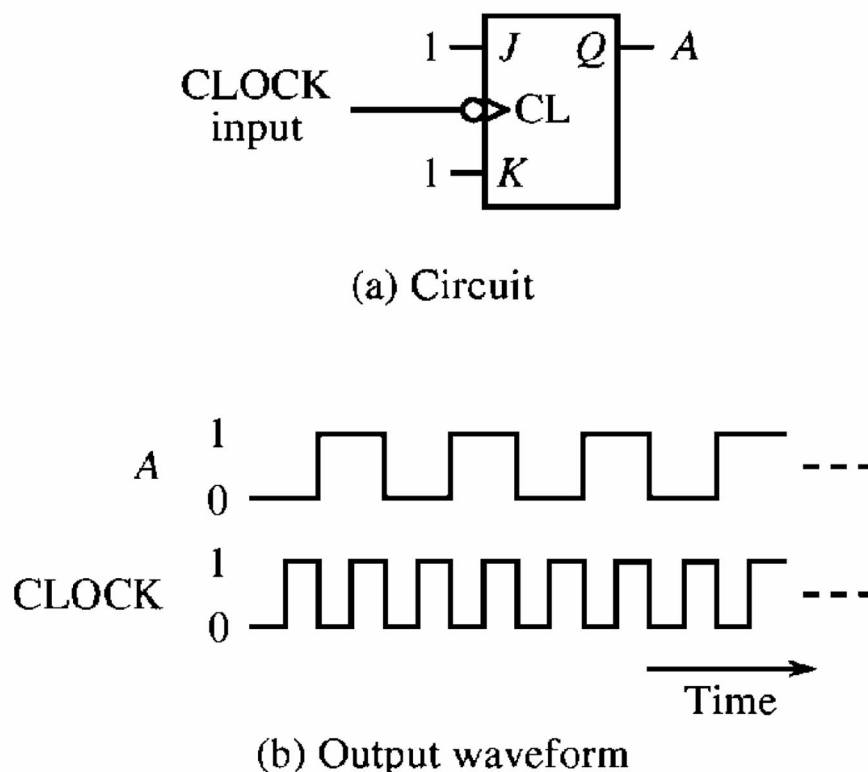 1 J Q A
CLOCK
input
CL
1 K
(a) Circuit
1
A
0
1
CLOCK
0
Time
(b) Output waveform